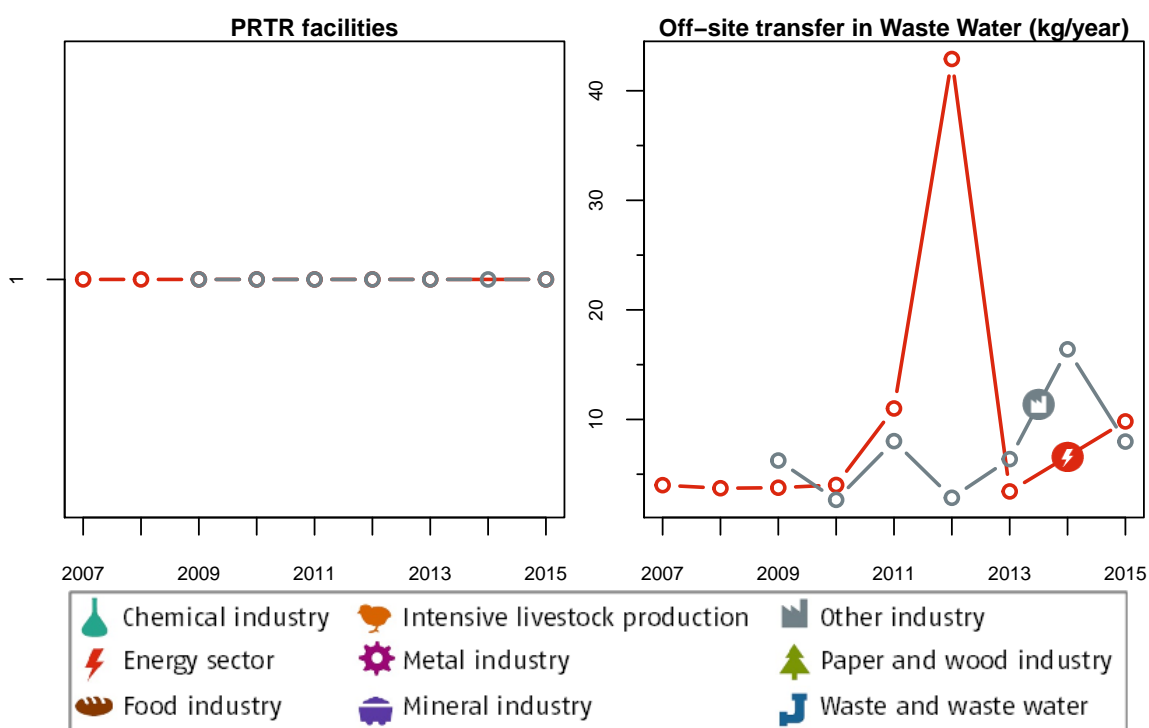 PRTR facilities
1
2007 2009 2011 2013 2015
Off−site transfer in Waste Water (kg/year)
40
30
20
10
2007 2009 2011 2013 2015
Chemical industry Intensive livestock production Other industry
Energy sector Metal industry Paper and wood industry
Food industry Mineral industry Waste and waste water